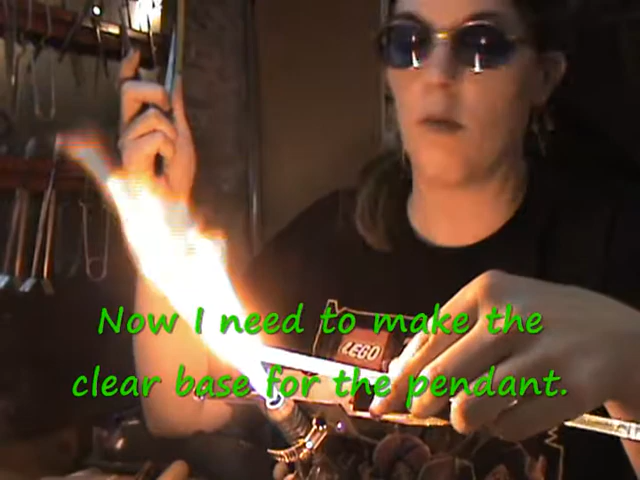 Now I need to make the
LEGO
clear base for the pendant.